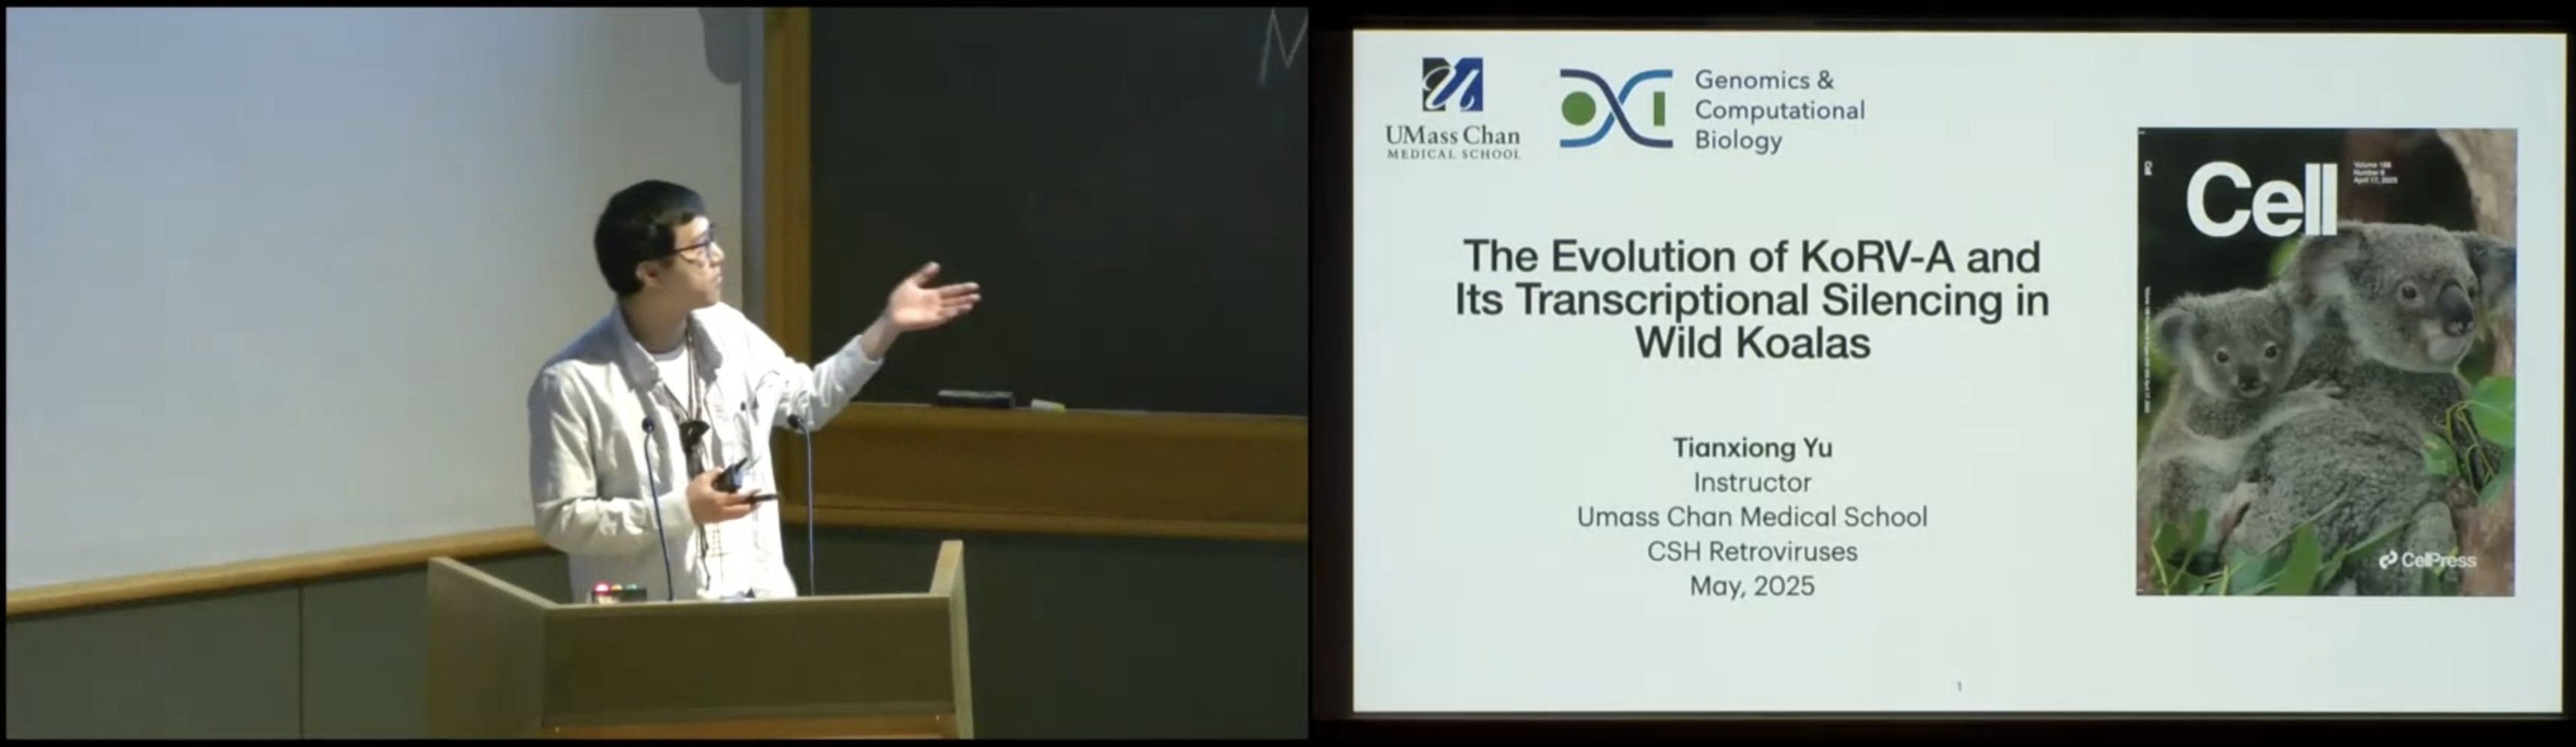 M
UMass Chan
MEDICAL SCHOOL
Genomics &
Computational
Biology
The Evolution of KoRV-A and
Its Transcriptional Silencing in
Wild Koalas
Tianxiong Yu
Instructor
Umass Chan Medical School
CSH Retroviruses
May, 2025
Cell
Cell
Volume 188
Number 8
April 17, 2025
CellPress
1